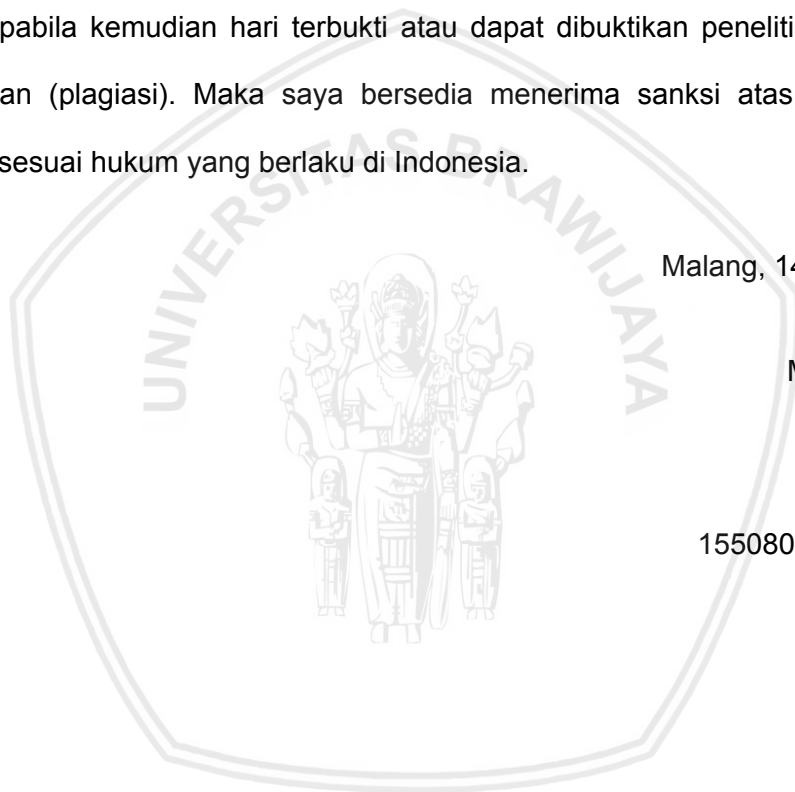 pabila kemudian hari terbukti atau dapat dibuktikan peneliti
an (plagiasi). Maka saya bersedia menerima sanksi atas
sesuai hukum yang berlaku di Indonesia.
UNIVERSITAS BRAWIJAYA
Malang, 14
M
155080